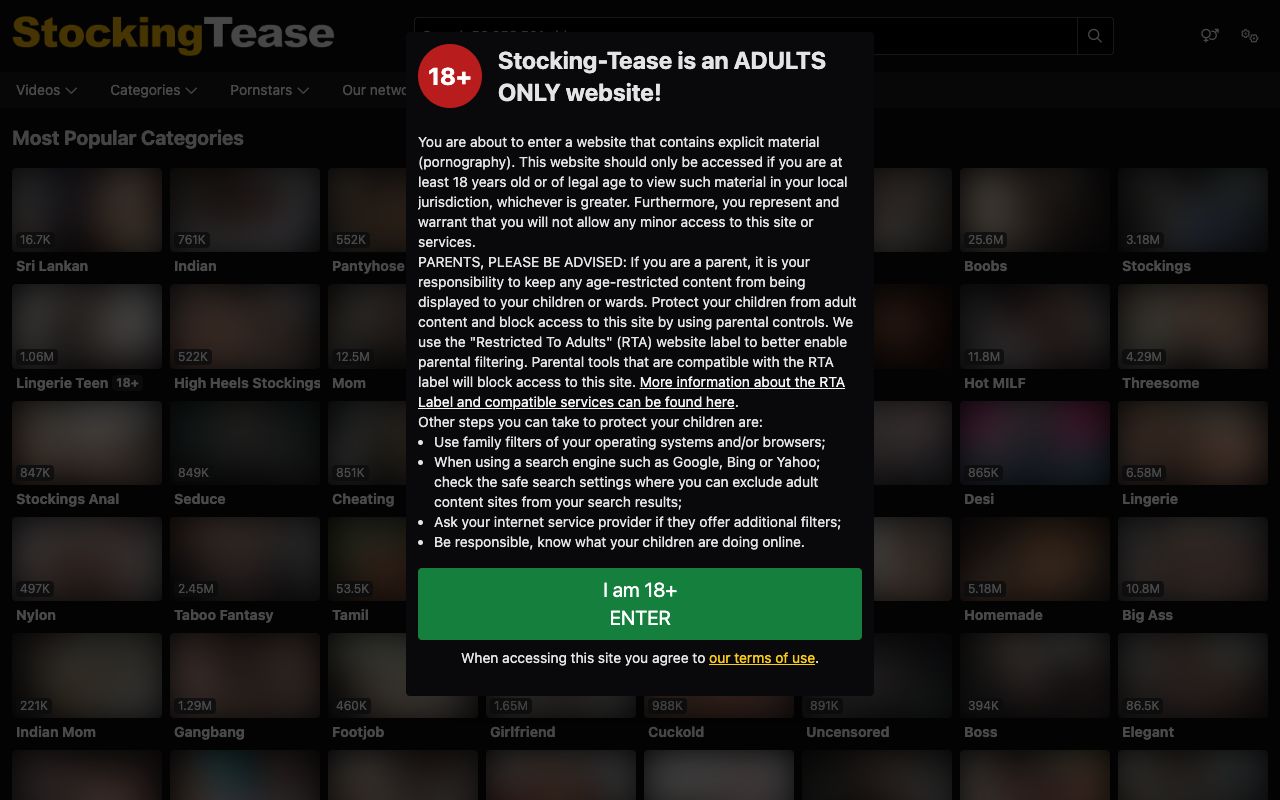 StockingTease
18+
Stocking-Tease is an ADULTS
ONLY website!
Videos
Categories
Pornstars
Our netwo
Most Popular Categories
You are about to enter a website that contains explicit material
(pornography). This website should only be accessed if you are at
least 18 years old or of legal age to view such material in your local
jurisdiction, whichever is greater. Furthermore, you represent and
warrant that you will not allow any minor access to this site or
services.
PARENTS, PLEASE BE ADVISED: If you are a parent, it is your
responsibility to keep any age-restricted content from being
displayed to your children or wards. Protect your children from adult
content and block access to this site by using parental controls. We
use the "Restricted To Adults" (RTA) website label to better enable
parental filtering. Parental tools that are compatible with the RTA
label will block access to this site. More information about the RTA
Label and compatible services can be found here.
Other steps you can take to protect your children are:
• Use family filters of your operating systems and/or browsers;
• When using a search engine such as Google, Bing or Yahoo;
check the safe search settings where you can exclude adult
content sites from your search results;
• Ask your internet service provider if they offer additional filters;
• Be responsible, know what your children are doing online.
I am 18+
ENTER
When accessing this site you agree to our terms of use.
16.7K
761K
552K
25.6M
3.18M
Sri Lankan
Indian
Pantyhose
Boobs
Stockings
1.06M
522K
12.5M
11.8M
4.29M
Lingerie Teen 18+
High Heels Stockings
Mom
Hot MILF
Threesome
847K
849K
851K
865K
6.58M
Stockings Anal
Seduce
Cheating
Desi
Lingerie
497K
2.45M
53.5K
5.18M
10.8M
Nylon
Taboo Fantasy
Tamil
Homemade
Big Ass
221K
1.29M
460K
1.65M
988K
891K
394K
86.5K
Indian Mom
Gangbang
Footjob
Girlfriend
Cuckold
Uncensored
Boss
Elegant